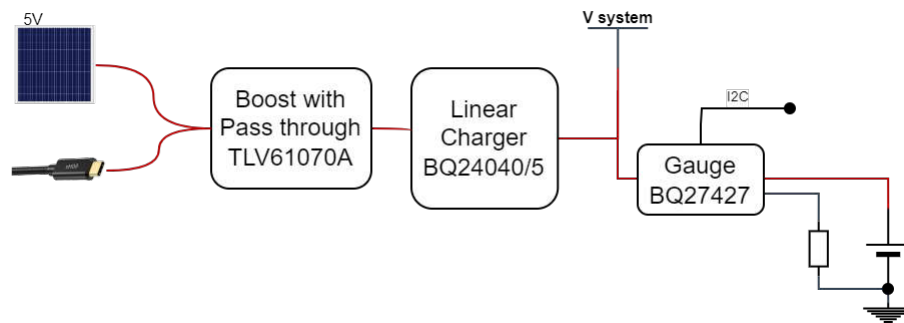 5V
V system
Boost with
Pass through
TLV61070A
Linear
Charger
BQ24040/5
I2C
Gauge
BQ27427